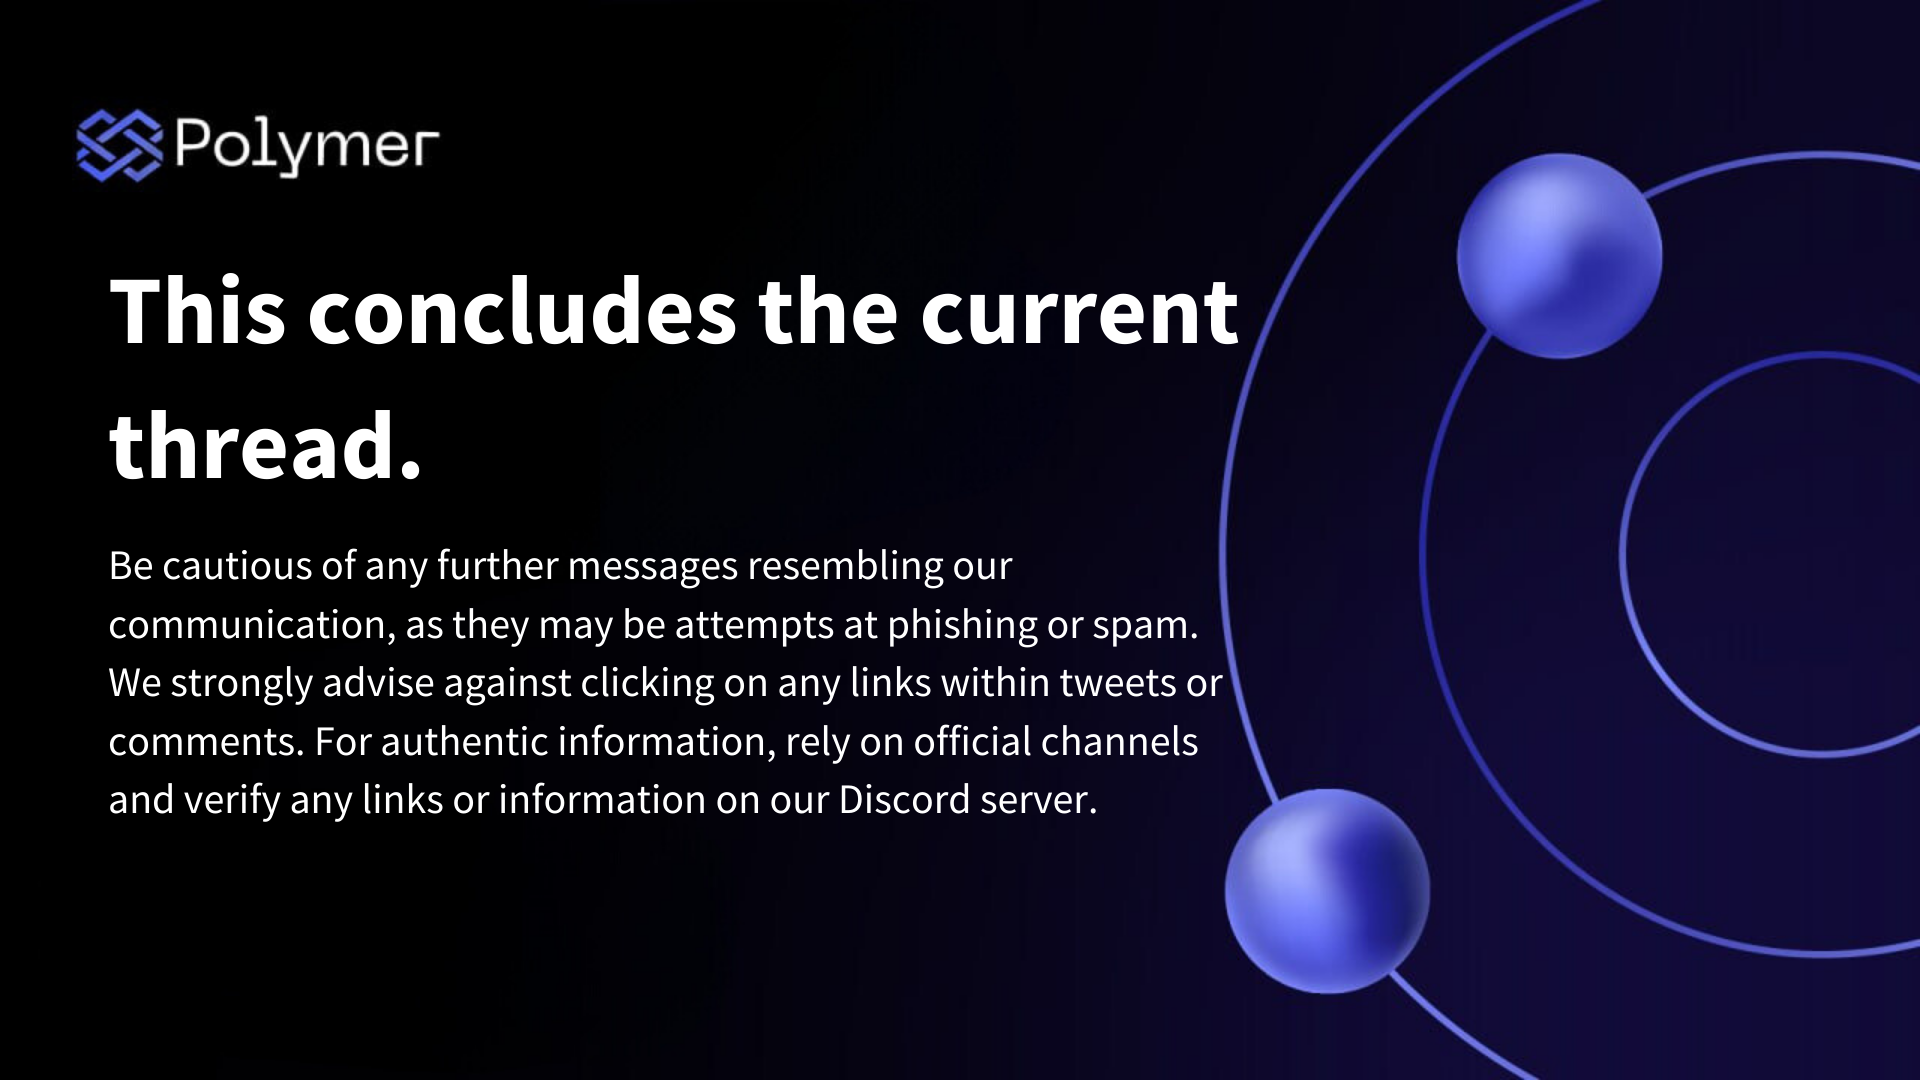 Polymer
This concludes the current
thread.
Be cautious of any further messages resembling our
communication, as they may be attempts at phishing or spam.
We strongly advise against clicking on any links within tweets or
comments. For authentic information, rely on official channels
and verify any links or information on our Discord server.